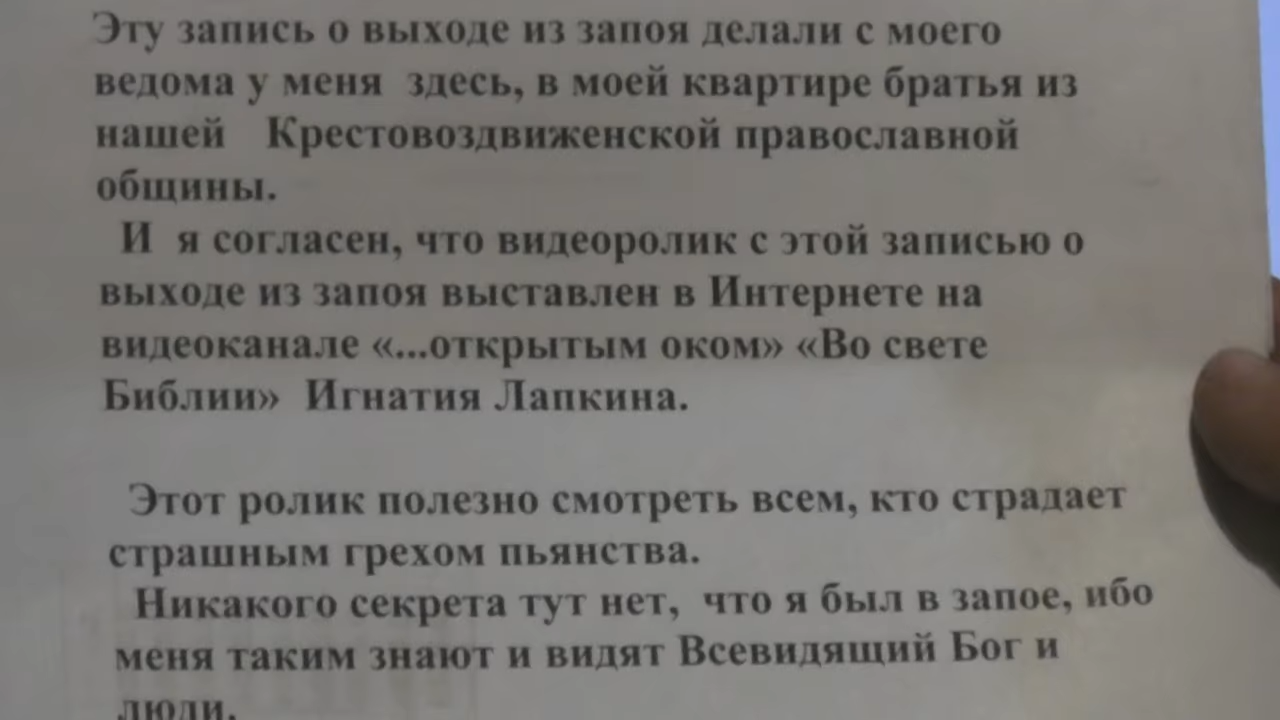 Эту запись о выходе из запоя делали с моего
ведома у меня здесь, в моей квартире братья из
нашей Крестовоздвиженской православной
общины.
И я согласен, что видеоролик с этой записью о
выходе из запоя выставлен в Интернете на
видеоканале «...открытым оком» «Во свете
Библии» Игнатия Лапкина.
Этот ролик полезно смотреть всем, кто страдает
страшным грехом пьянства.
Никакого секрета тут нет, что я был в запое, ибо
меня таким знают и видят Всевидящий Бог и
люди.